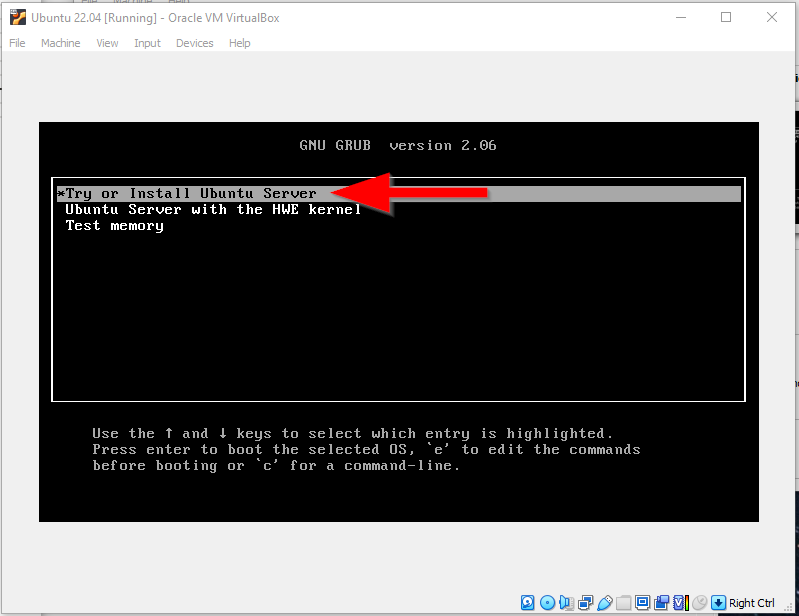 Ubuntu 22.04 [Running] - Oracle VM VirtualBox
File Machine View Input Devices Help
GNU GRUB version 2.06
*Try or Install Ubuntu Server
Ubuntu Server with the HWE kernel
Test memory
Use the ↑ and ↓ keys to select which entry is highlighted.
Press enter to boot the selected OS, `e' to edit the commands
before booting or `c' for a command-line.
Right Ctrl